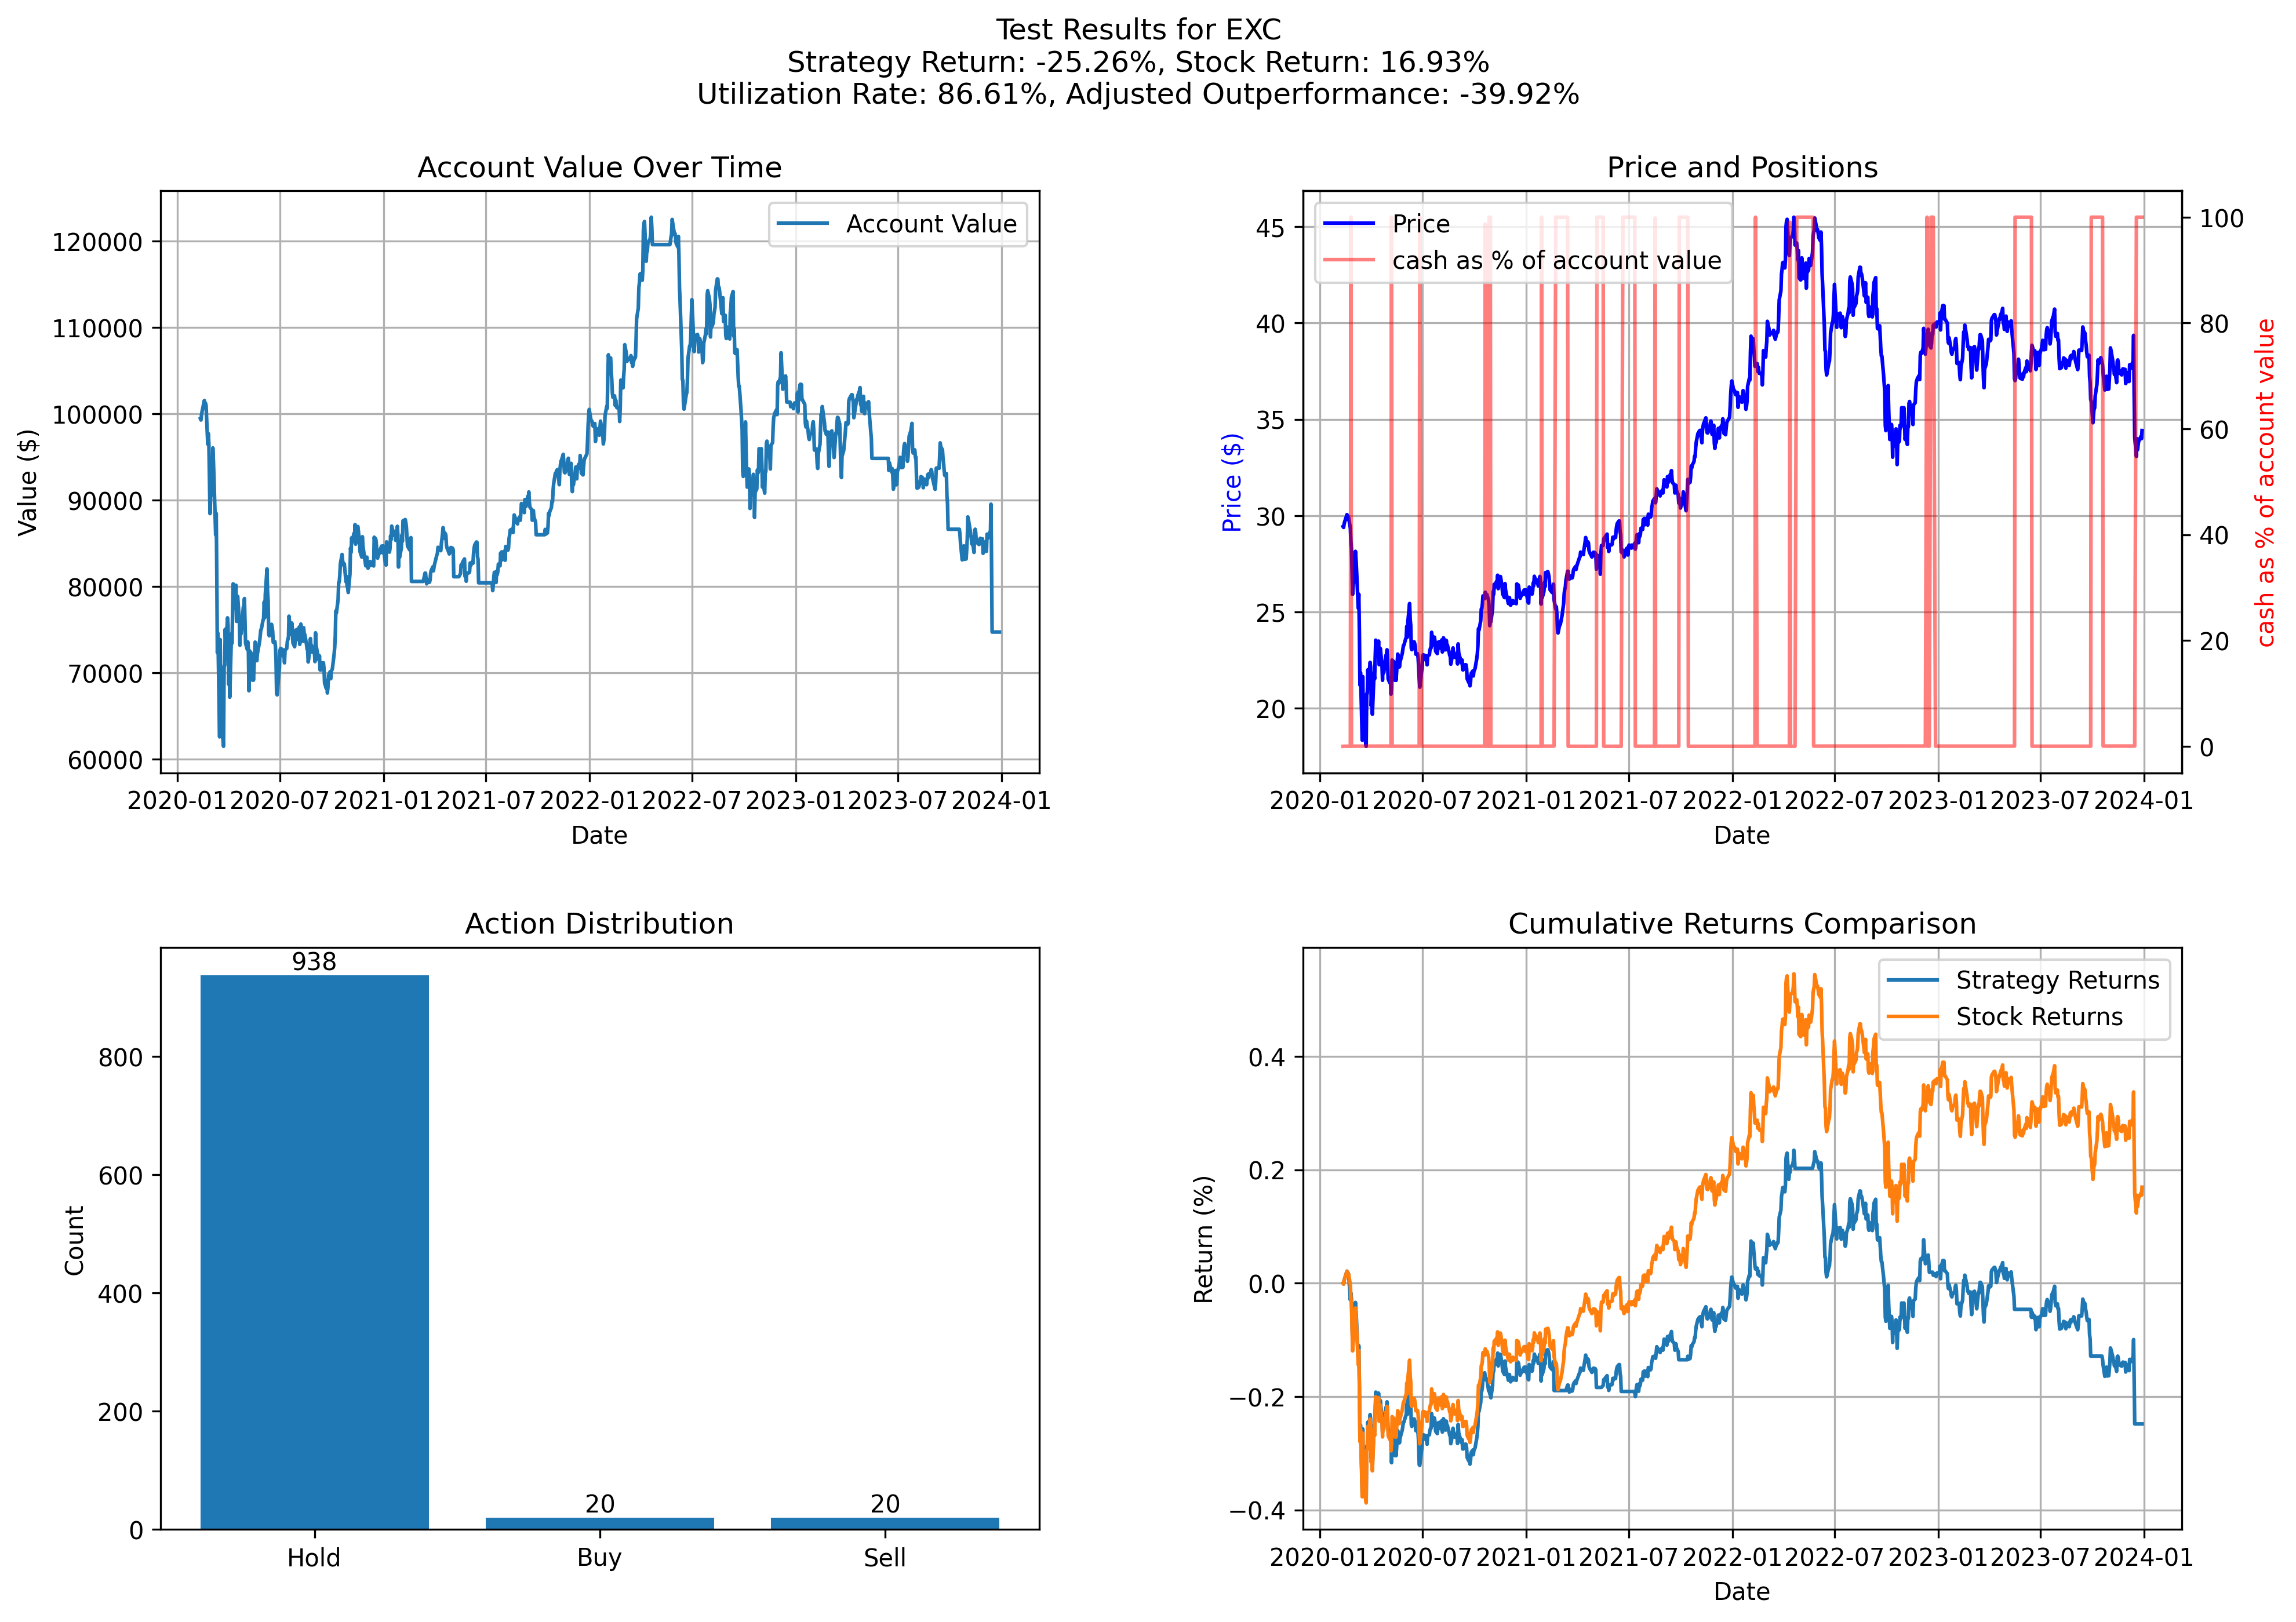 Test Results for EXC
Strategy Return: -25.26%, Stock Return: 16.93%
Utilization Rate: 86.61%, Adjusted Outperformance: -39.92%
Account Value Over Time
Account Value
120000
110000
100000
90000
80000
70000
60000
Value ($)
2020-01 2020-07 2021-01 2021-07 2022-01 2022-07 2023-01 2023-07 2024-01
Date
Price and Positions
Price
cash as % of account value
45
40
35
30
25
20
Price ($)
100
80
60
40
20
0
cash as % of account value
2020-01 2020-07 2021-01 2021-07 2022-01 2022-07 2023-01 2023-07 2024-01
Date
Action Distribution
938
20
20
800
600
400
200
0
Count
Hold Buy Sell
Cumulative Returns Comparison
Strategy Returns
Stock Returns
0.4
0.2
0.0
−0.2
−0.4
Return (%)
2020-01 2020-07 2021-01 2021-07 2022-01 2022-07 2023-01 2023-07 2024-01
Date